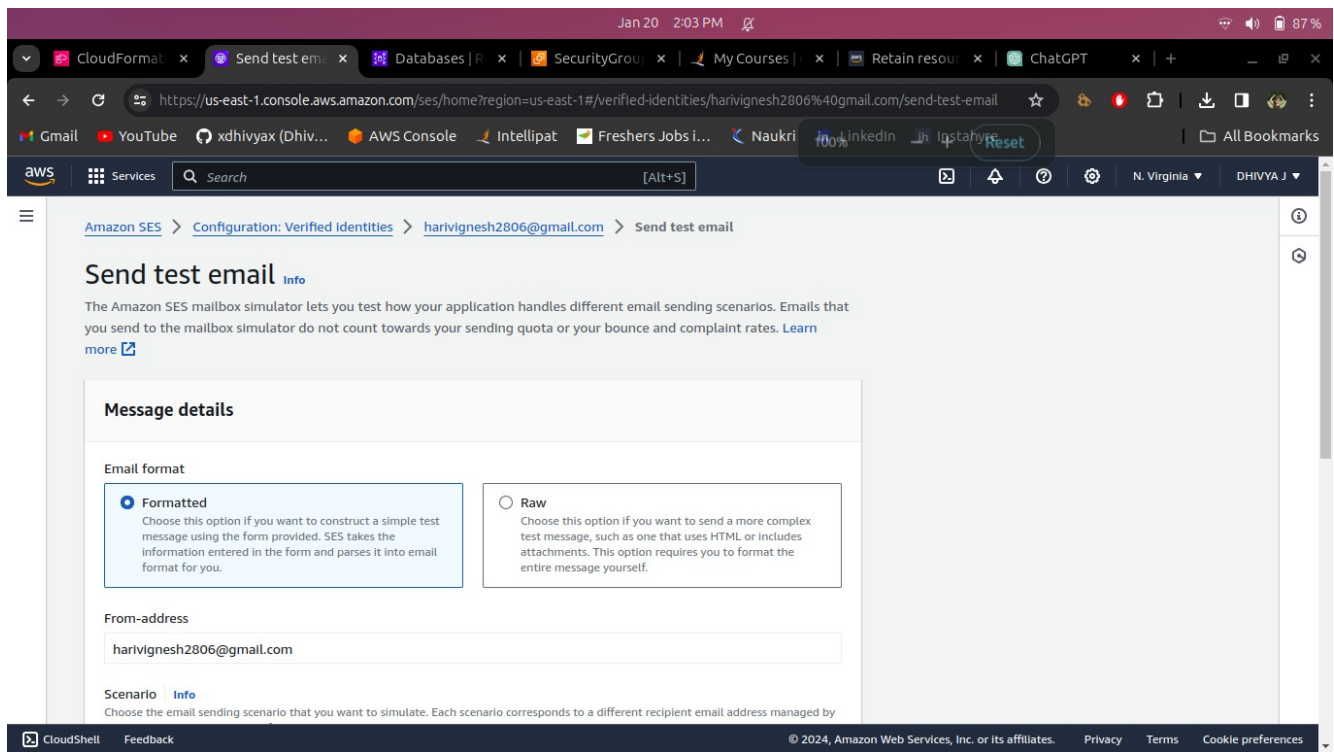 Jan 20 2:03 PM 87%
CloudFormat Send test ema Databases | R SecurityGroup My Courses | Retain resour ChatGPT
https://us-east-1.console.aws.amazon.com/ses/home?region=us-east-1#/verified-identities/harivignesh2806%40gmail.com/send-test-email
Gmail YouTube xdhivyax (Dhiv... AWS Console Intellipat Freshers Jobs i... Naukri LinkedIn Instahyre All Bookmarks
100% Reset
aws Services Search [Alt+S] N. Virginia DHIVYA J
Amazon SES Configuration: Verified identities harivignesh2806@gmail.com Send test email
Send test email Info
The Amazon SES mailbox simulator lets you test how your application handles different email sending scenarios. Emails that
you send to the mailbox simulator do not count towards your sending quota or your bounce and complaint rates. Learn
more
Message details
Email format
Formatted
Choose this option if you want to construct a simple test
message using the form provided. SES takes the
information entered in the form and parses it into email
format for you.
Raw
Choose this option if you want to send a more complex
test message, such as one that uses HTML or includes
attachments. This option requires you to format the
entire message yourself.
From-address
harivignesh2806@gmail.com
Scenario Info
Choose the email sending scenario that you want to simulate. Each scenario corresponds to a different recipient email address managed by
CloudShell Feedback © 2024, Amazon Web Services, Inc. or its affiliates. Privacy Terms Cookie preferences